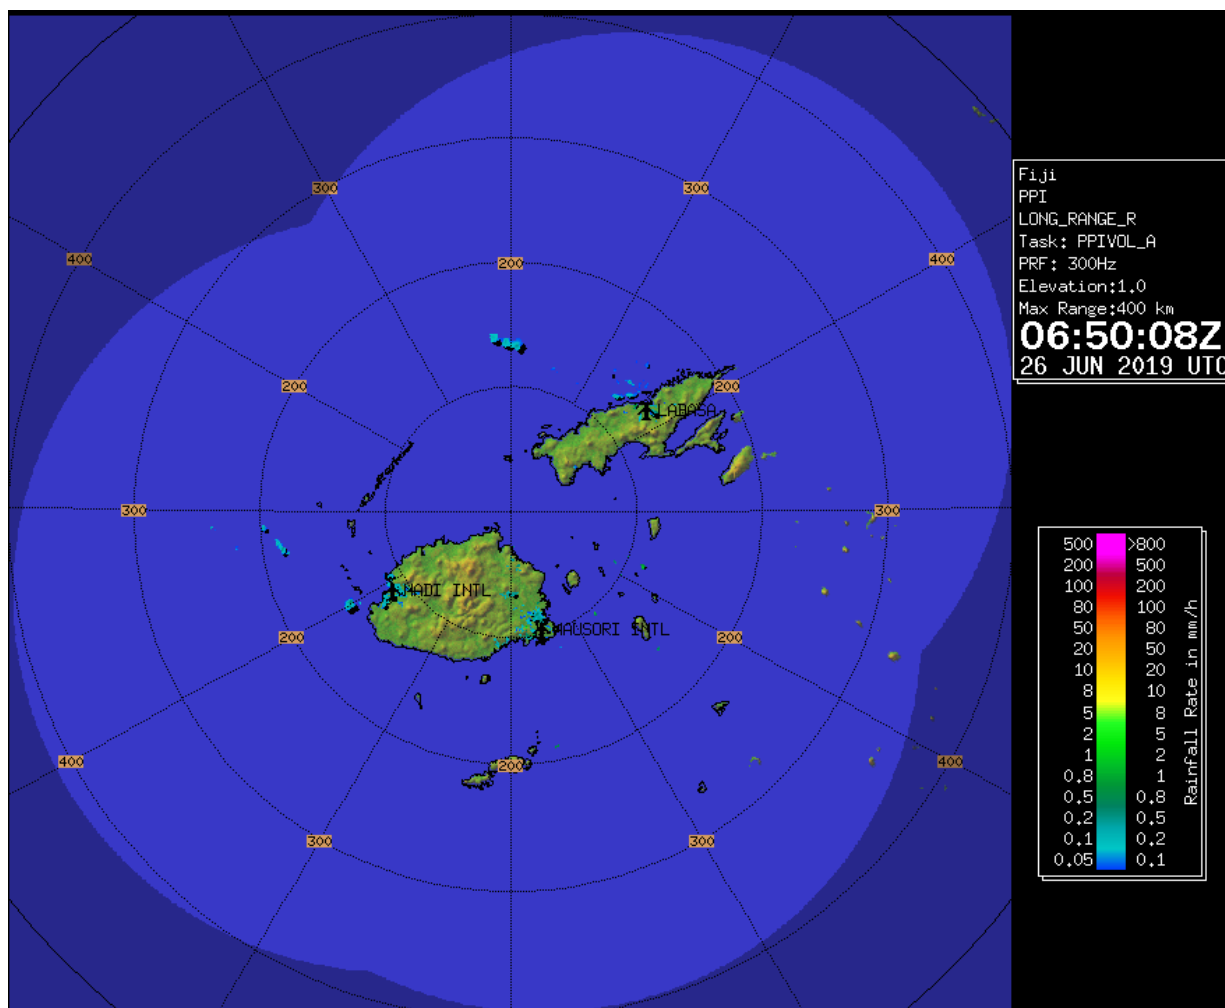 300
300
400
400
200
Fiji
PPI
LONG_RANGE_R
Task: PPIVOL_A
PRF: 300Hz
Elevation:1.0
Max Range:400 km
06:50:08Z
26 JUN 2019 UTC
200
200
LABASA
300
300
NADI INTL
NAUSORI INTL
200
200
400
200
400
300
300
500 >800
200 500
100 200
80 100
50 80
20 50
10 20
8 10
5 8
2 5
1 2
0.8 1
0.5 0.8
0.2 0.5
0.1 0.2
0.05 0.1
Rainfall Rate in mm/h